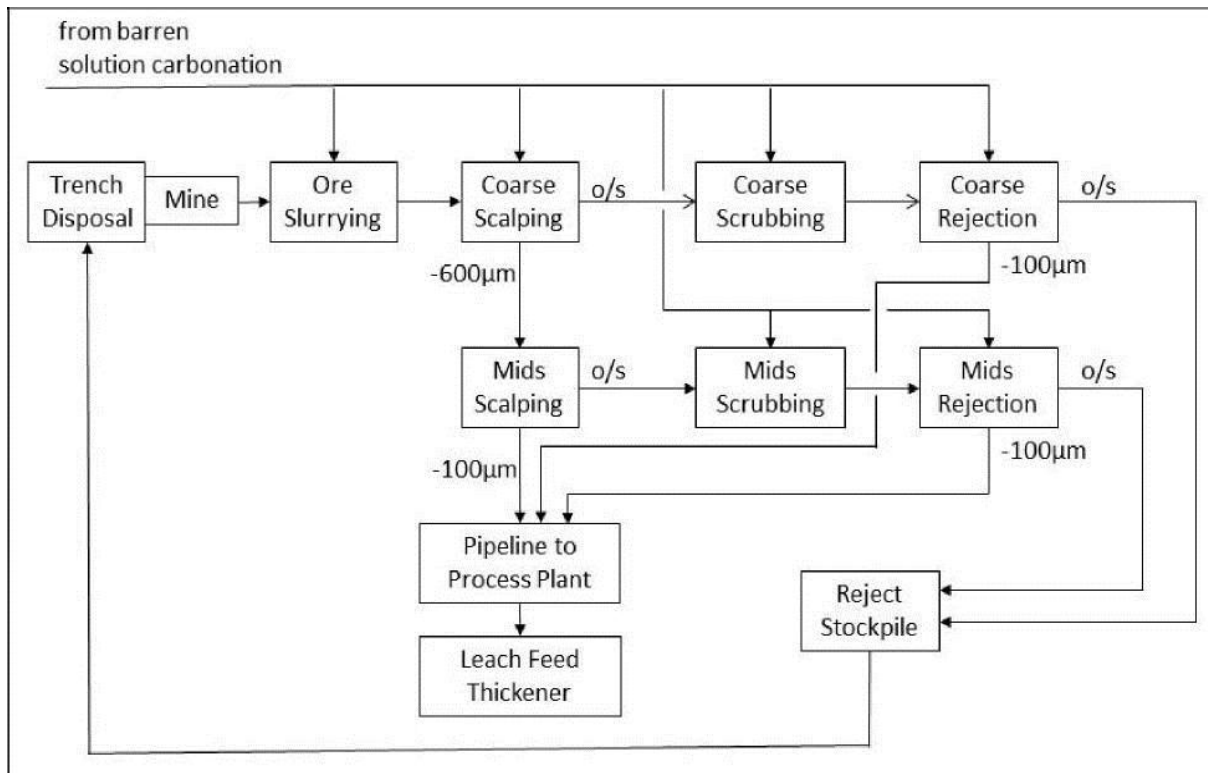 from barren
solution carbonation
Trench
Disposal
Mine
Ore
Slurrying
Coarse
Scalping
o/s
Coarse
Scrubbing
Coarse
Rejection
o/s
-600µm
-100µm
Mids
Scalping
o/s
Mids
Scrubbing
Mids
Rejection
o/s
-100µm
-100µm
Pipeline to
Process Plant
Reject
Stockpile
Leach Feed
Thickener